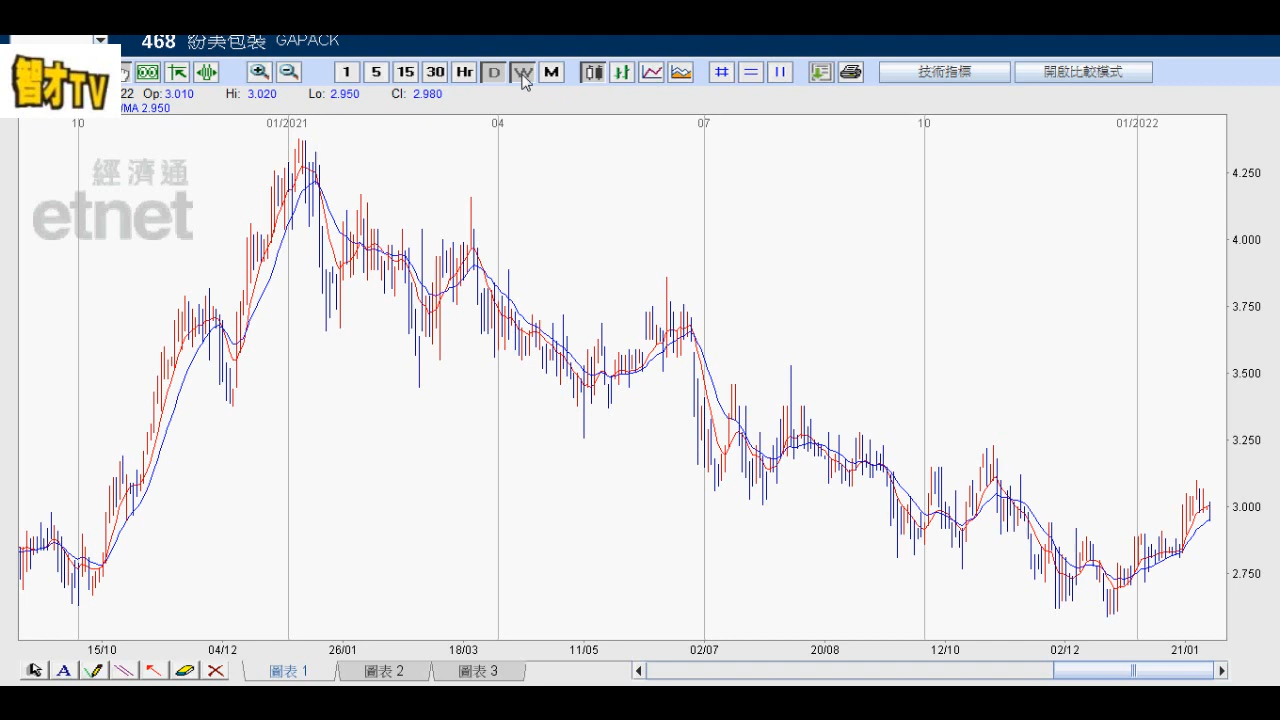 468 紛美包裝 GAPACK
智才TV
1 5 15 30 Hr D W M 技術指標 開啟比較模式
22 Op: 3.010 Hi: 3.020 Lo: 2.950 Cl: 2.980
/MA 2.950
10 01/2021 04 07 10 01/2022
經濟通
etnet
4.250
4.000
3.750
3.500
3.250
3.000
2.750
15/10 04/12 26/01 18/03 11/05 02/07 20/08 12/10 02/12 21/01
A 圖表 1 圖表 2 圖表 3